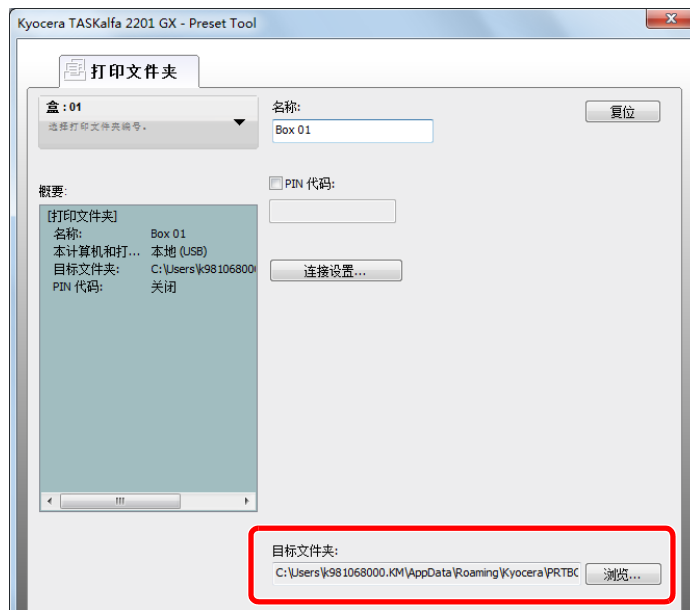 Kyocera TASKalfa 2201 GX - Preset Tool
打印文件夹
盒 : 01
选择打印文件夹编号。
名称:
Box 01
复位
PIN 代码:
概要:
[打印文件夹]
名称: Box 01
本计算机和打... 本地 (USB)
目标文件夹: C:\Users\k98106800
PIN 代码: 关闭
连接设置...
目标文件夹:
C:\Users\k981068000.KM\AppData\Roaming\Kyocera\PRTBO
浏览...